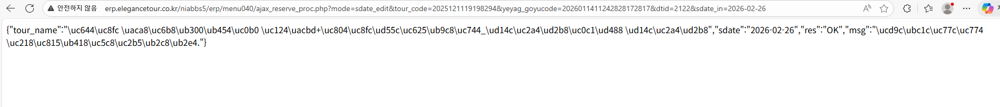 안전하지 않음 erp.elegancetour.co.kr/niabbs5/erp/menu040/ajax_reserve_proc.php?mode=sdate_edit&tour_code=2025121119198294&yeyag_goyucode=2026011411242828172817&dtid=2122&sdate_in=2026-02-26
{"tour_name":"\uc644\uc8fc \uaca8\uc6b8\ub300\ub454\uc0b0 \uc124\uacbd+\uc804\uc8fc\ud55c\uc625\ub9c8\uc744_\ud14c\uc2a4\ud2b8\uc0c1\ud488 \ud14c\uc2a4\ud2b8","sdate":"2026-02-26","res":"OK","msg":"\ucd9c\ubc1c\uc77c\uc774
\uc218\uc815\ub418\uc5c8\uc2b5\ub2c8\ub2e4."}